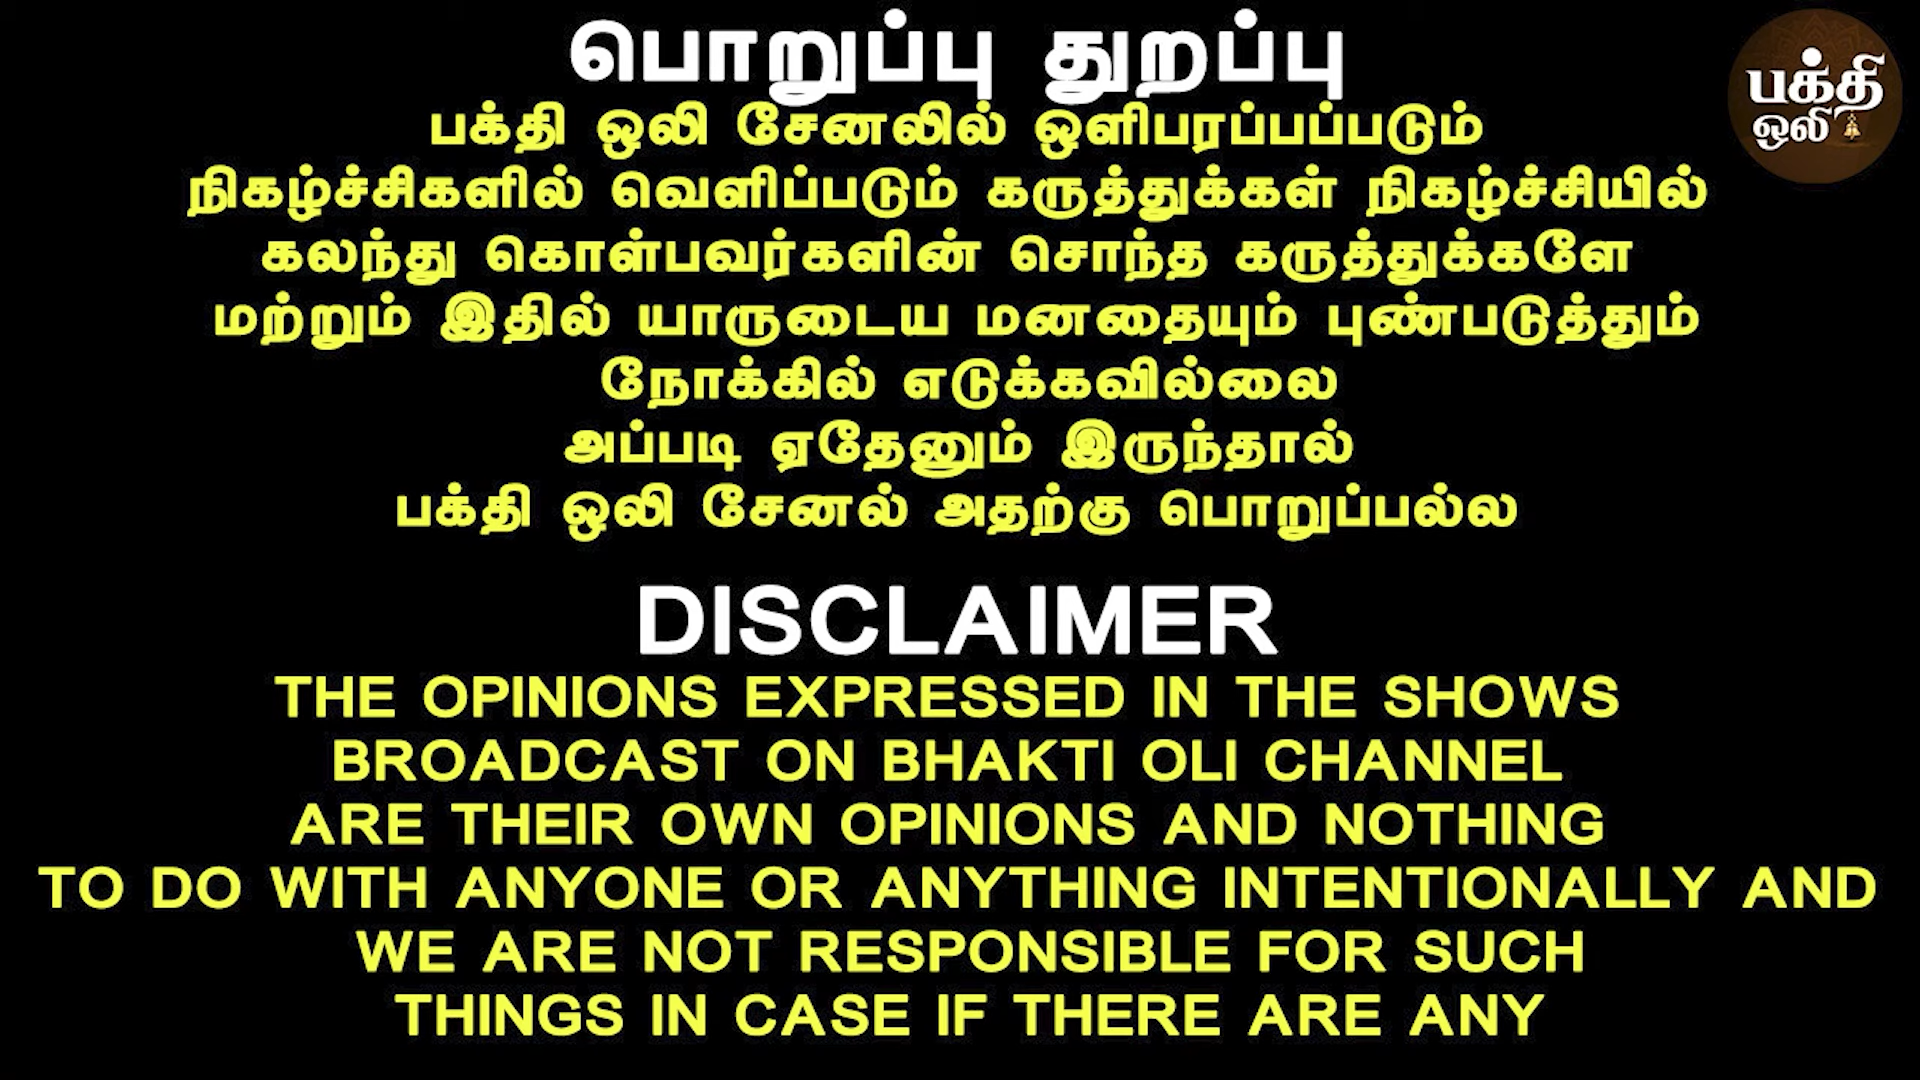 பொறுப்பு துறப்பு
பக்தி ஒலி சேனலில் ஒளிபரப்பப்படும்
நிகழ்ச்சிகளில் வெளிப்படும் கருத்துக்கள் நிகழ்ச்சியில்
கலந்து கொள்பவர்களின் சொந்த கருத்துக்களே
மற்றும் இதில் யாருடைய மனதையும் புண்படுத்தும்
நோக்கில் எடுக்கவில்லை
அப்படி ஏதேனும் இருந்தால்
பக்தி ஒலி சேனல் அதற்கு பொறுப்பல்ல
பக்தி
ஒலி
DISCLAIMER
THE OPINIONS EXPRESSED IN THE SHOWS
BROADCAST ON BHAKTI OLI CHANNEL
ARE THEIR OWN OPINIONS AND NOTHING
TO DO WITH ANYONE OR ANYTHING INTENTIONALLY AND
WE ARE NOT RESPONSIBLE FOR SUCH
THINGS IN CASE IF THERE ARE ANY